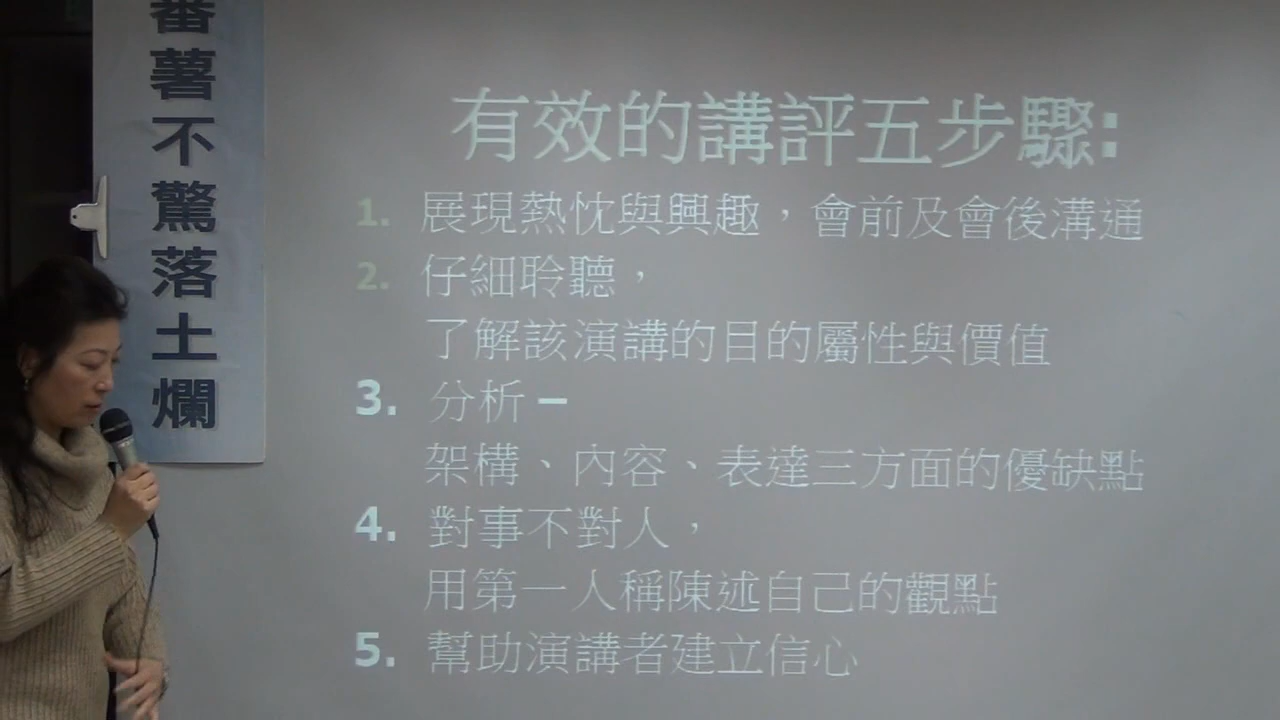 番薯不驚落土爛
有效的講評五步驟:
1. 展現熱忱與興趣，會前及會後溝通
2. 仔細聆聽，
了解該演講的目的屬性與價值
3. 分析 –
架構、內容、表達三方面的優缺點
4. 對事不對人，
用第一人稱陳述自己的觀點
5. 幫助演講者建立信心